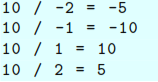 10 / -2 = -5
10 / -1 = -10
10 / 1 = 10
10 / 2 = 5